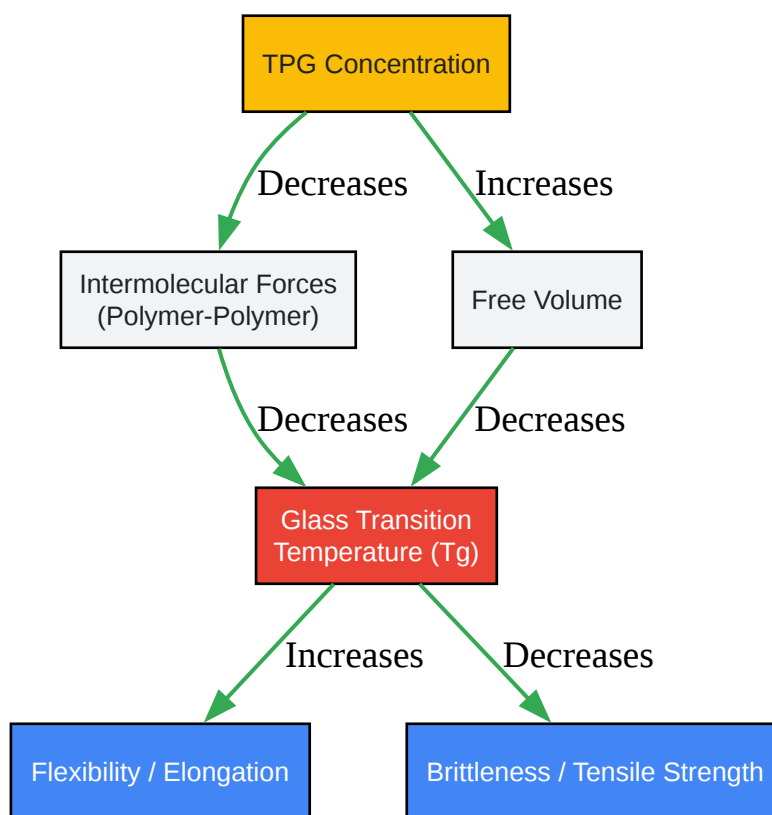 TPG Concentration
Decreases
Increases
Intermolecular Forces
(Polymer-Polymer)
Free Volume
Decreases
Decreases
Glass Transition
Temperature (Tg)
Increases
Decreases
Flexibility / Elongation
Brittleness / Tensile Strength